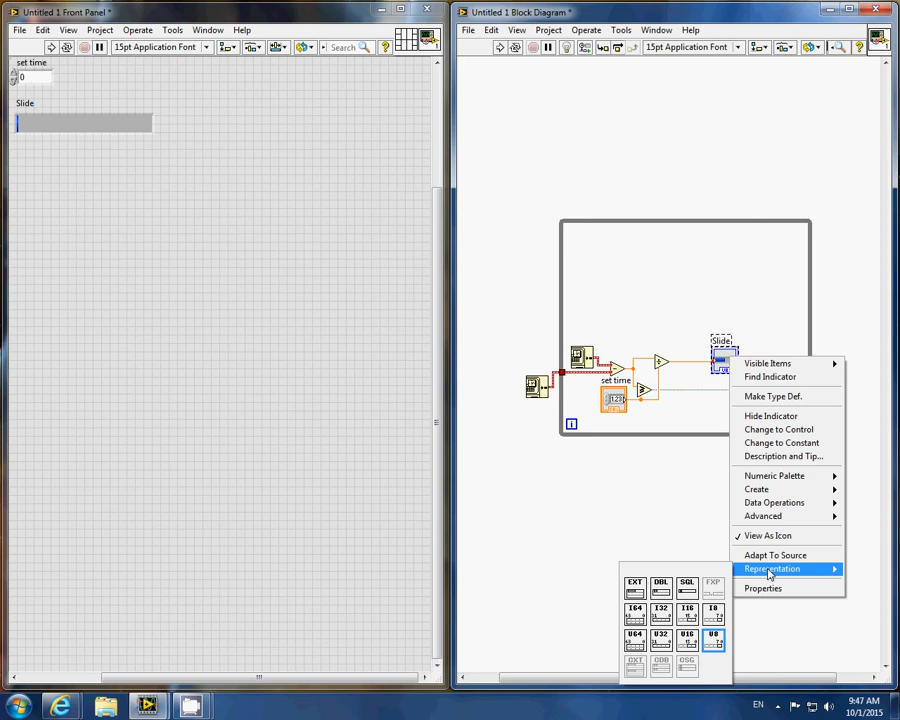 Untitled 1 Front Panel *
File Edit View Project Operate Tools Window Help
15pt Application Font
Search
set time
0
Slide
Untitled 1 Block Diagram *
File Edit View Project Operate Tools Window Help
15pt Application Font
Slide
U8
set time
1.23
i
Visible Items
Find Indicator
Make Type Def.
Hide Indicator
Change to Control
Change to Constant
Description and Tip...
Numeric Palette
Create
Data Operations
Advanced
View As Icon
Adapt To Source
Representation
Properties
EXT DBL SGL FXP
I64 I32 I16 I8
U64 U32 U16 U8
CXT CDB CSG
EN
9:47 AM
10/1/2015